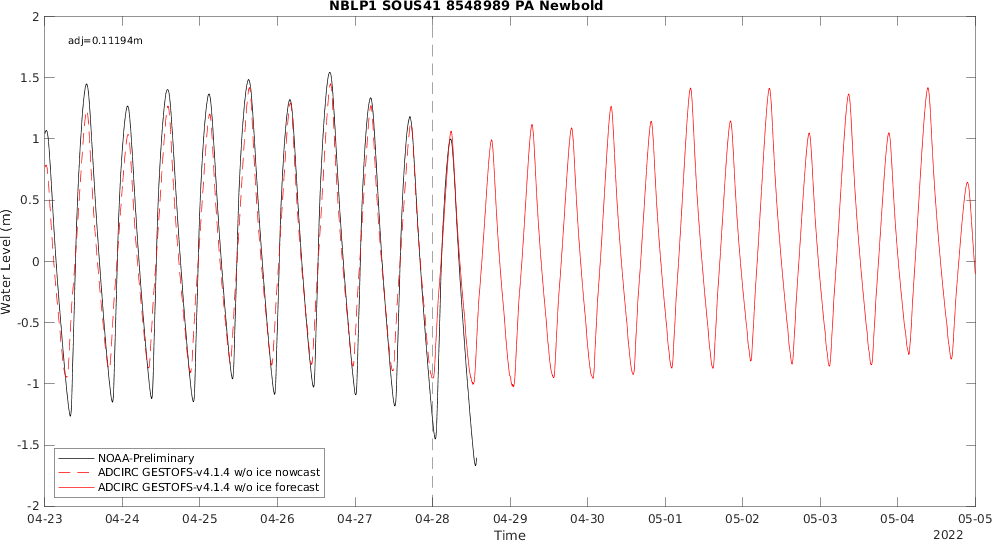 NBLP1 SOUS41 8548989 PA Newbold
adj=0.11194m
2
1.5
1
0.5
0
-0.5
-1
-1.5
-2
Water Level (m)
NOAA-Preliminary
ADCIRC GESTOFS-v4.1.4 w/o ice nowcast
ADCIRC GESTOFS-v4.1.4 w/o ice forecast
04-23 04-24 04-25 04-26 04-27 04-28 04-29 04-30 05-01 05-02 05-03 05-04 05-05
Time
2022